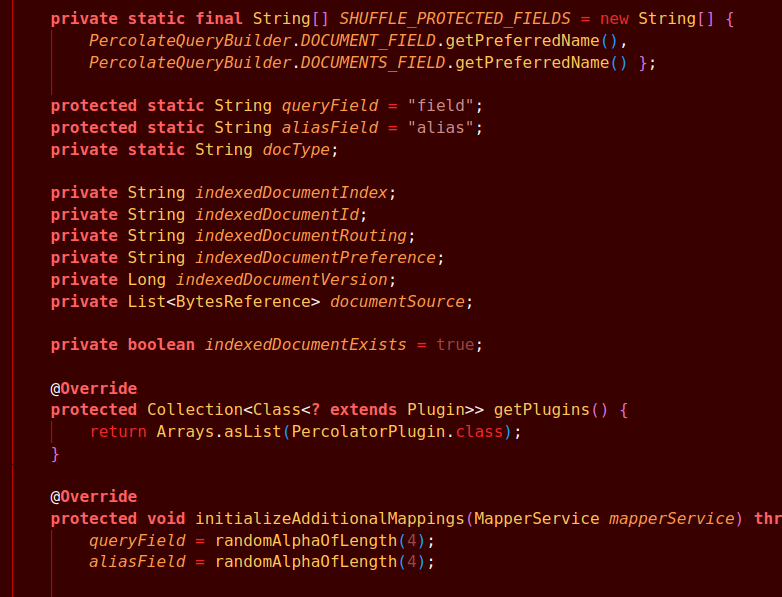 private static final String[] SHUFFLE_PROTECTED_FIELDS = new String[] {
PercolateQueryBuilder.DOCUMENT_FIELD.getPreferredName(),
PercolateQueryBuilder.DOCUMENTS_FIELD.getPreferredName() };
protected static String queryField = "field";
protected static String aliasField = "alias";
private static String docType;
private String indexedDocumentIndex;
private String indexedDocumentId;
private String indexedDocumentRouting;
private String indexedDocumentPreference;
private Long indexedDocumentVersion;
private List<BytesReference> documentSource;
private boolean indexedDocumentExists = true;
@Override
protected Collection<Class<? extends Plugin>> getPlugins() {
return Arrays.asList(PercolatorPlugin.class);
}
@Override
protected void initializeAdditionalMappings(MapperService mapperService) thr
queryField = randomAlphaOfLength(4);
aliasField = randomAlphaOfLength(4);